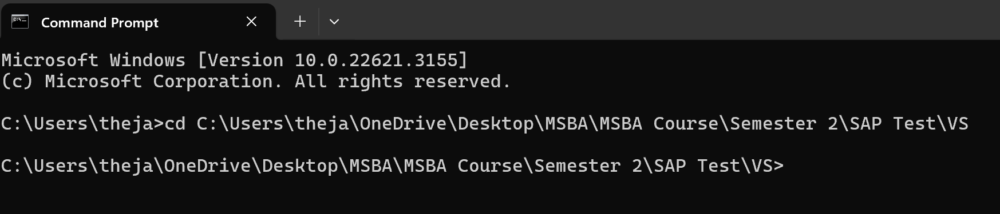 Command Prompt
Microsoft Windows [Version 10.0.22621.3155]
(c) Microsoft Corporation. All rights reserved.
C:\Users\theja>cd C:\Users\theja\OneDrive\Desktop\MSBA\MSBA Course\Semester 2\SAP Test\VS
C:\Users\theja\OneDrive\Desktop\MSBA\MSBA Course\Semester 2\SAP Test\VS>